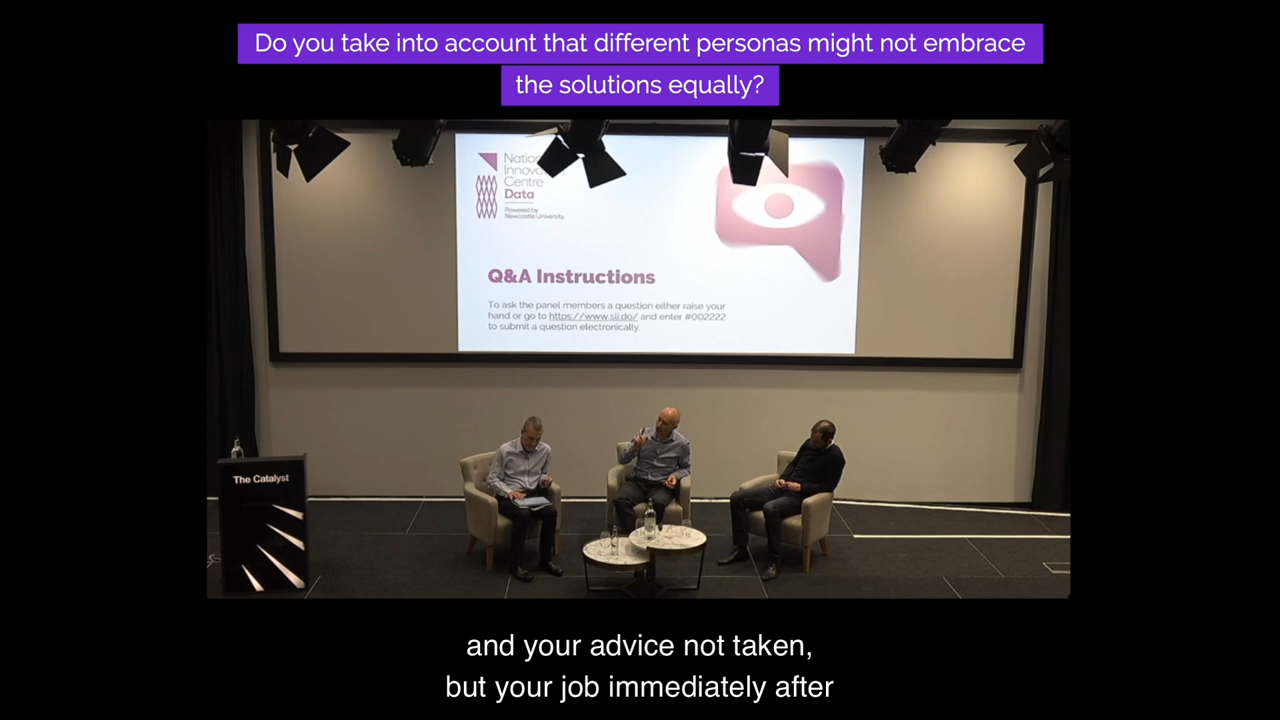 Do you take into account that different personas might not embrace
the solutions equally?
Centre
Data
Powered by
Newcastle University
Q&A Instructions
To ask the panel members a question either raise your
hand or go to https://www.sli.do/ and enter #002222
to submit a question electronically.
The Catalyst
and your advice not taken,
but your job immediately after